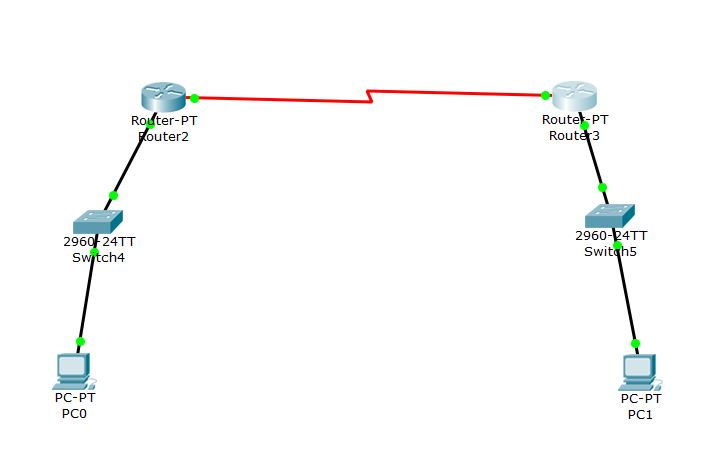 Router-PT
Router2
Router-PT
Router3
2960-24TT
Switch4
2960-24TT
Switch5
PC-PT
PC0
PC-PT
PC1